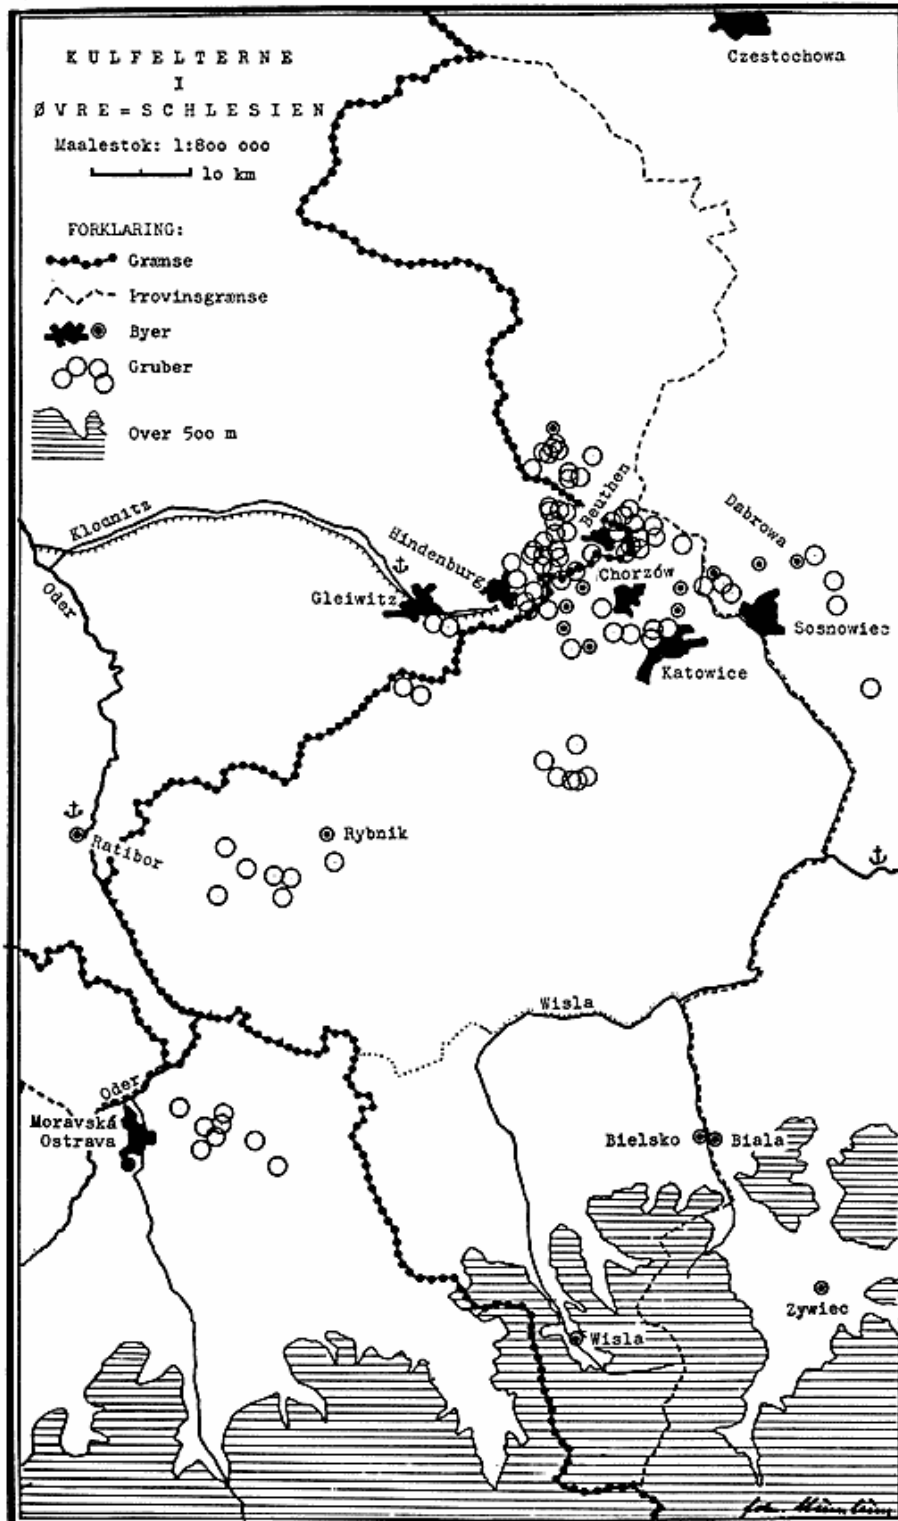 KULFELTERNE
I
ØVRE=SCHLESIEN
Maalestok: 1:800 000
10 km
FORKLARING:
Grænse
Provinsgrænse
Byer
Gruber
Over 500 m
Czestochowa
Klodnitz
Oder
Hindenburg
Beuthen
Dabrowa
Gleiwitz
Chorzów
Sosnowiec
Katowice
Ratibor
Rybnik
Wisla
Oder
Moravská
Ostrava
Bielsko
Biala
Zywiec
Wisla